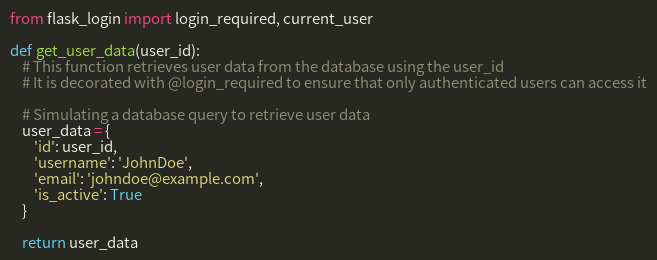 from flask_login import login_required, current_user
def get_user_data(user_id):
# This function retrieves user data from the database using the user_id
# It is decorated with @login_required to ensure that only authenticated users can access it
# Simulating a database query to retrieve user data
user_data = {
'id': user_id,
'username': 'JohnDoe',
'email': 'johndoe@example.com',
'is_active': True
}
return user_data